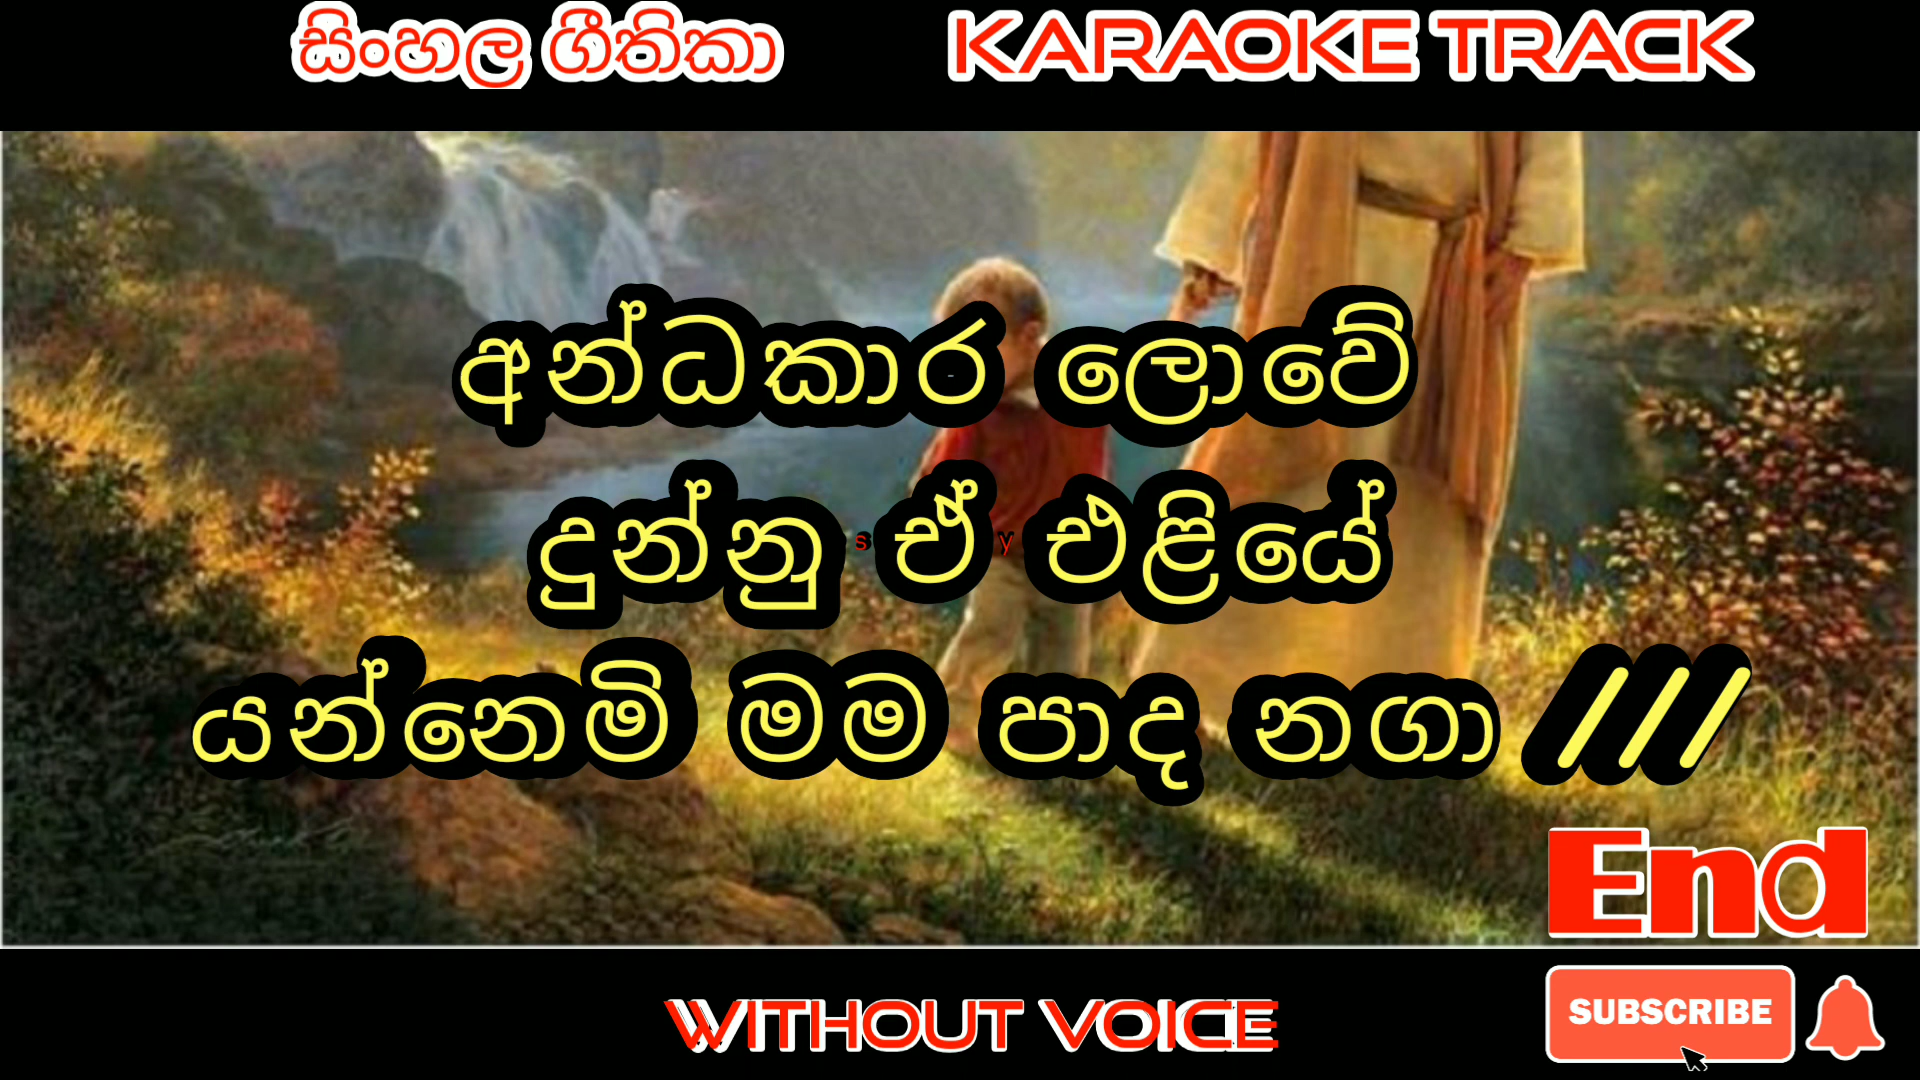 සිංහල ගීතිකා KARAOKE TRACK
අන්ධකාර ලොවේ
දුන්නු ඒ එළියේ
යන්නෙමි මම පාද නගා ///
End
WITHOUT VOICE
SUBSCRIBE